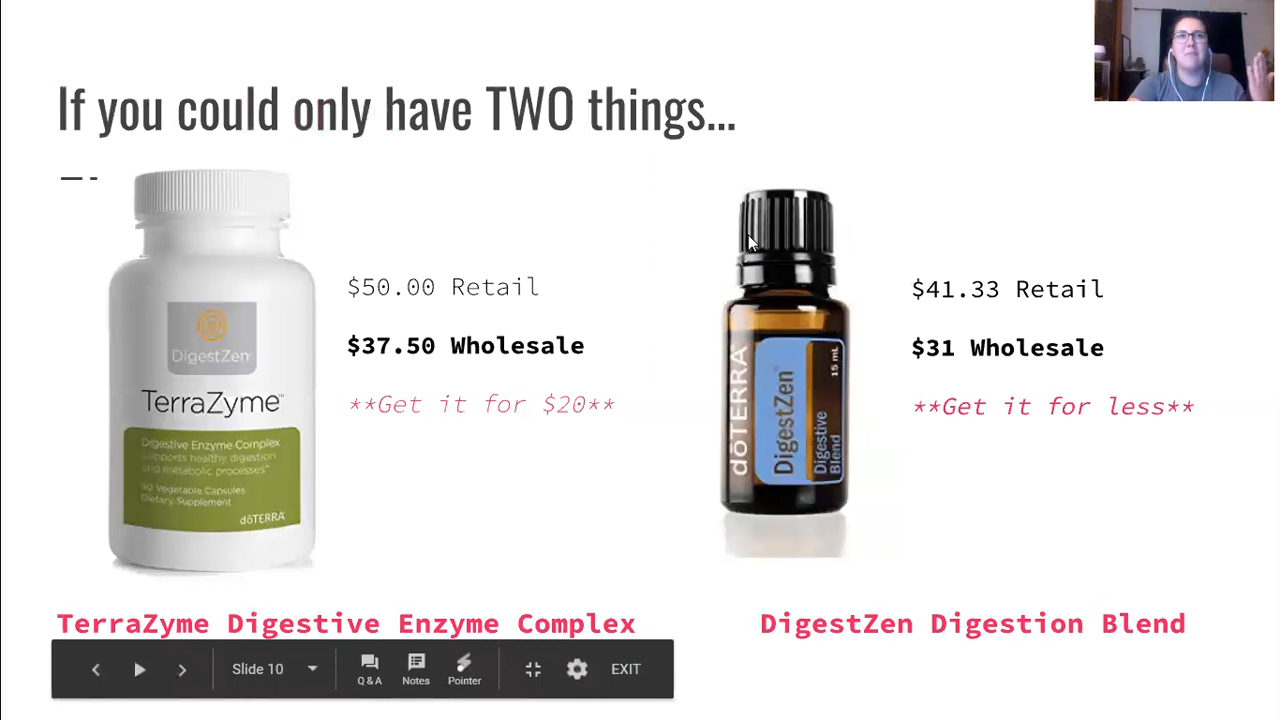 If you could only have TWO things...
DigestZen
TerraZyme™
Digestive Enzyme Complex
Supports healthy digestion
and metabolic processes*
90 Vegetable Capsules
Dietary Supplement
dōTERRA
$50.00 Retail
$37.50 Wholesale
**Get it for $20**
dōTERRA
DigestZen™
Digestive
Blend
15 mL
$41.33 Retail
$31 Wholesale
**Get it for less**
TerraZyme Digestive Enzyme Complex
DigestZen Digestion Blend
Slide 10
Q & A
Notes
Pointer
EXIT